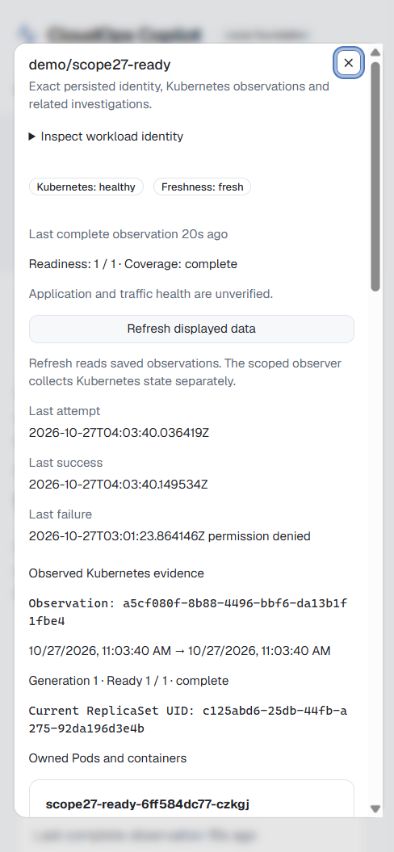 CloudOps Copilot
demo/scope27-ready
Exact persisted identity, Kubernetes observations and
related investigations.
▶ Inspect workload identity
Kubernetes: healthy
Freshness: fresh
Last complete observation 20s ago
Readiness: 1 / 1 · Coverage: complete
Application and traffic health are unverified.
Refresh displayed data
Refresh reads saved observations. The scoped observer
collects Kubernetes state separately.
Last attempt
2026-10-27T04:03:40.036419Z
Last success
2026-10-27T04:03:40.149534Z
Last failure
2026-10-27T03:01:23.864146Z permission denied
Observed Kubernetes evidence
Observation: a5cf080f-8b88-4496-bbf6-da13b1f
1fbe4
10/27/2026, 11:03:40 AM → 10/27/2026, 11:03:40 AM
Generation 1 · Ready 1 / 1 · complete
Current ReplicaSet UID: c125abd6-25db-44fb-a
275-92da196d3e4b
Owned Pods and containers
scope27-ready-6ff584dc77-czkgj